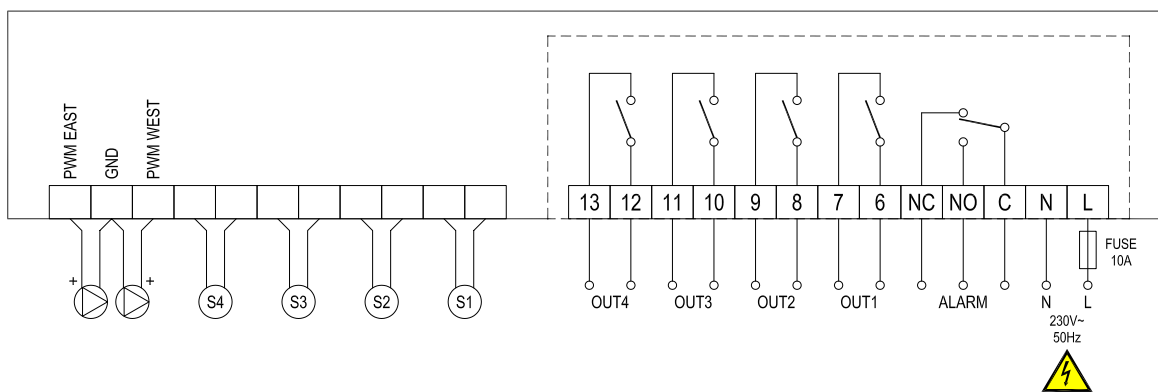 PWM EAST
GND
PWM WEST
13 12 11 10 9 8 7 6 NC NO C N L
FUSE
10A
+ + S4 S3 S2 S1
OUT4 OUT3 OUT2 OUT1 ALARM N L
230V~
50Hz